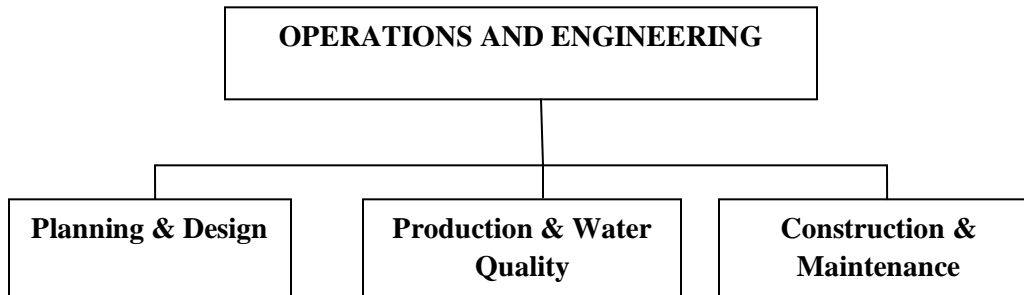 OPERATIONS AND ENGINEERING
Planning & Design
Production & Water
Quality
Construction &
Maintenance